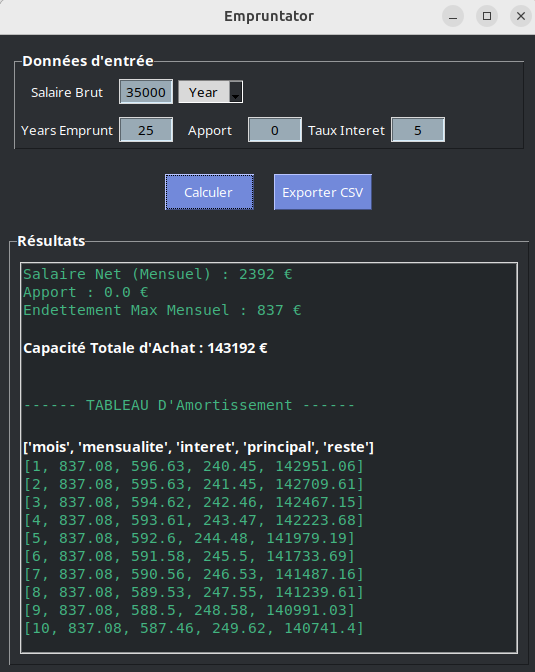 Empruntator
Données d'entrée
Salaire Brut 35000 Year
Years Emprunt 25 Apport 0 Taux Interet 5
Calculer Exporter CSV
Résultats
Salaire Net (Mensuel) : 2392 €
Apport : 0.0 €
Endettement Max Mensuel : 837 €
Capacité Totale d'Achat : 143192 €
------ TABLEAU D'Amortissement ------
['mois', 'mensualite', 'interet', 'principal', 'reste']
[1, 837.08, 596.63, 240.45, 142951.06]
[2, 837.08, 595.63, 241.45, 142709.61]
[3, 837.08, 594.62, 242.46, 142467.15]
[4, 837.08, 593.61, 243.47, 142223.68]
[5, 837.08, 592.6, 244.48, 141979.19]
[6, 837.08, 591.58, 245.5, 141733.69]
[7, 837.08, 590.56, 246.53, 141487.16]
[8, 837.08, 589.53, 247.55, 141239.61]
[9, 837.08, 588.5, 248.58, 140991.03]
[10, 837.08, 587.46, 249.62, 140741.4]